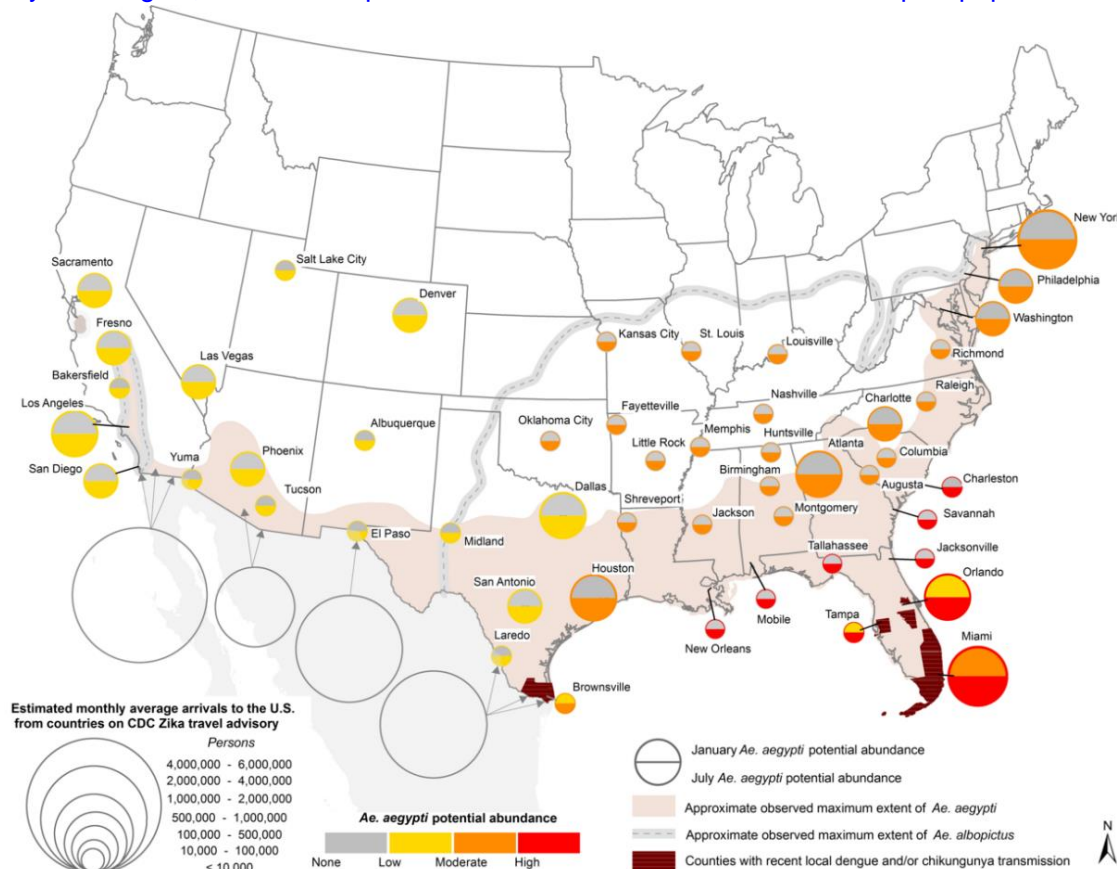 New York
Philadelphia
Washington
Richmond
Raleigh
Charlotte
Columbia
Augusta
Charleston
Savannah
Jacksonville
Orlando
Tampa
Miami
Tallahassee
Mobile
New Orleans
Montgomery
Atlanta
Birmingham
Huntsville
Nashville
Memphis
Jackson
Louisville
St. Louis
Kansas City
Fayetteville
Little Rock
Shreveport
Oklahoma City
Dallas
Houston
San Antonio
Laredo
Brownsville
Midland
El Paso
Albuquerque
Denver
Salt Lake City
Las Vegas
Phoenix
Tucson
Yuma
San Diego
Los Angeles
Bakersfield
Fresno
Sacramento
Estimated monthly average arrivals to the U.S.
from countries on CDC Zika travel advisory
Persons
4,000,000 - 6,000,000
2,000,000 - 4,000,000
1,000,000 - 2,000,000
500,000 - 1,000,000
100,000 - 500,000
10,000 - 100,000
< 10,000
Ae. aegypti potential abundance
None Low Moderate High
January Ae. aegypti potential abundance
July Ae. aegypti potential abundance
Approximate observed maximum extent of Ae. aegypti
Approximate observed maximum extent of Ae. albopictus
Counties with recent local dengue and/or chikungunya transmission
N